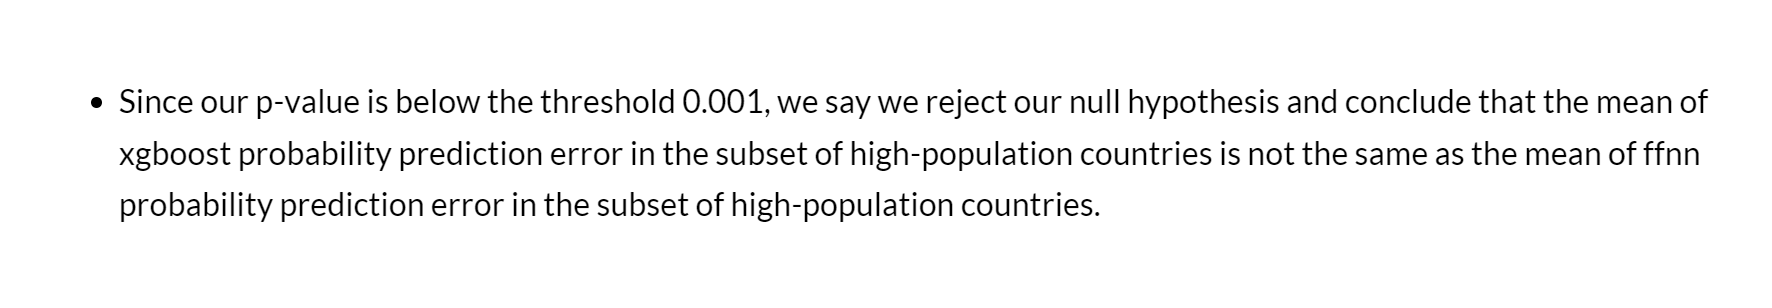 • Since our p-value is below the threshold 0.001, we say we reject our null hypothesis and conclude that the mean of
xgboost probability prediction error in the subset of high-population countries is not the same as the mean of ffnn
probability prediction error in the subset of high-population countries.